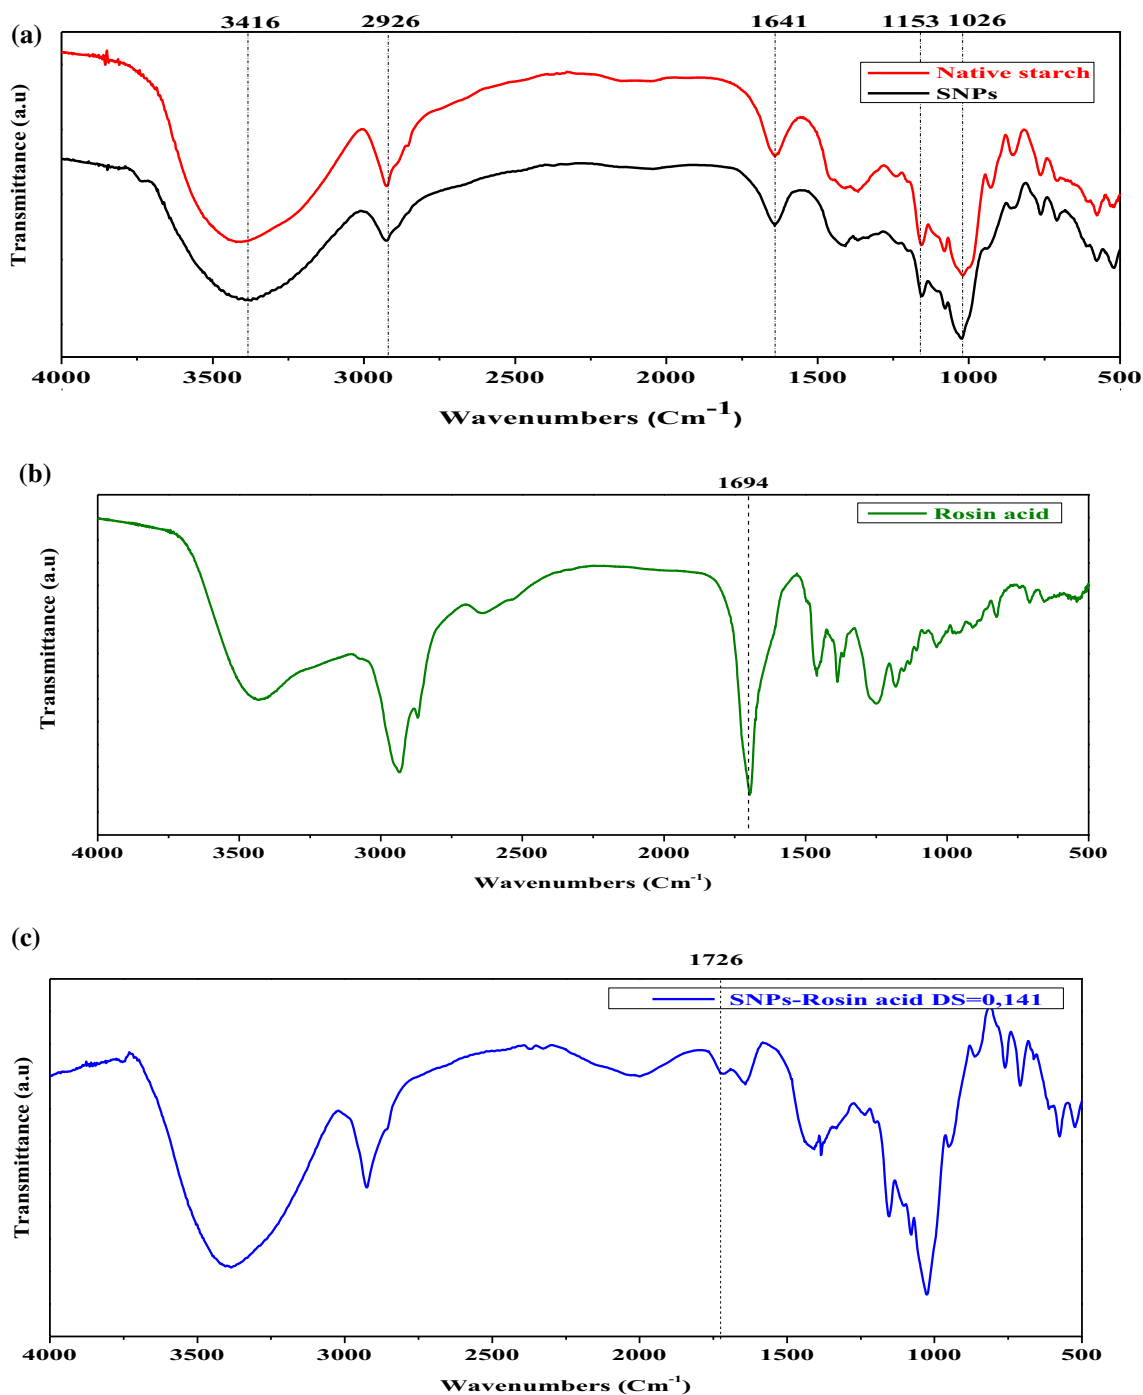 (a)
3416 2926 1641 1153 1026
Native starch
SNPs
Transmittance (a.u)
4000 3500 3000 2500 2000 1500 1000 500
Wavenumbers (Cm⁻¹)
(b)
1694
Rosin acid
Transmittance (a.u)
4000 3500 3000 2500 2000 1500 1000 500
Wavenumbers (Cm⁻¹)
(c)
1726
SNPs-Rosin acid DS=0,141
Transmittance (a.u)
4000 3500 3000 2500 2000 1500 1000 500
Wavenumbers (Cm⁻¹)